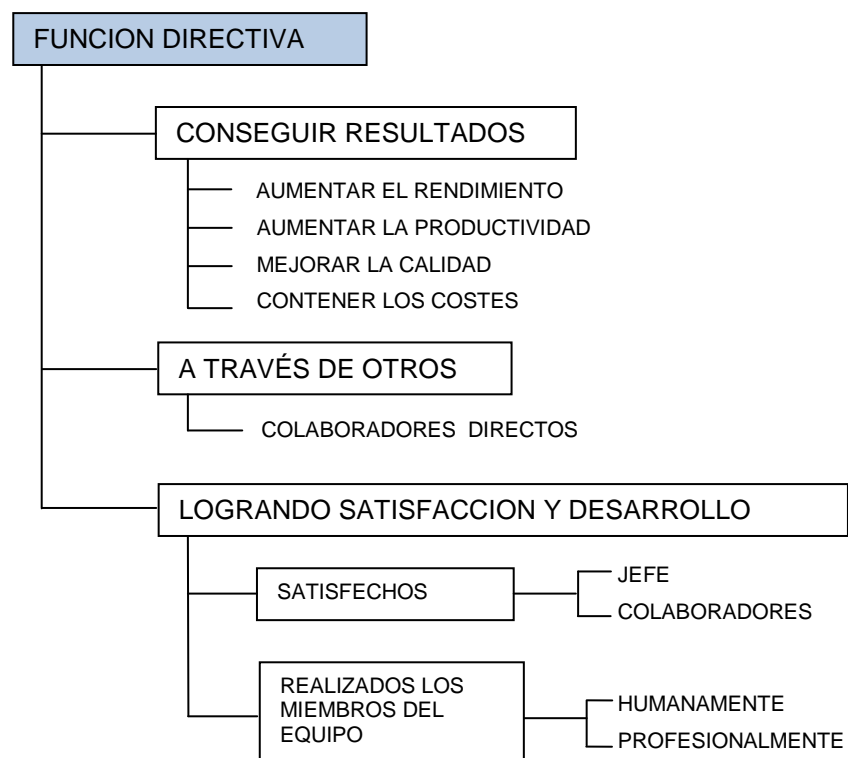 FUNCION DIRECTIVA
CONSEGUIR RESULTADOS
AUMENTAR EL RENDIMIENTO
AUMENTAR LA PRODUCTIVIDAD
MEJORAR LA CALIDAD
CONTENER LOS COSTES
A TRAVÉS DE OTROS
COLABORADORES DIRECTOS
LOGRANDO SATISFACCION Y DESARROLLO
SATISFECHOS
JEFE
COLABORADORES
REALIZADOS LOS
MIEMBROS DEL
EQUIPO
HUMANAMENTE
PROFESIONALMENTE